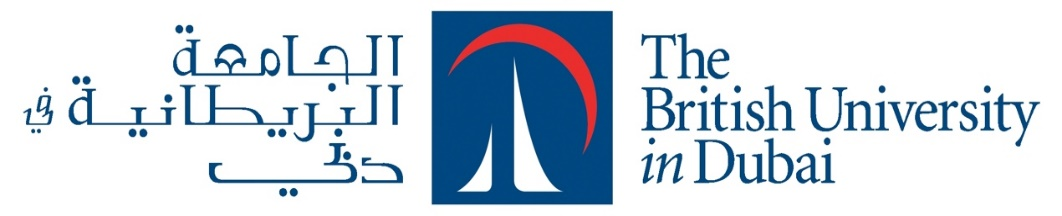 الجامعة
البريطانية في
دبي
The
British University
in Dubai